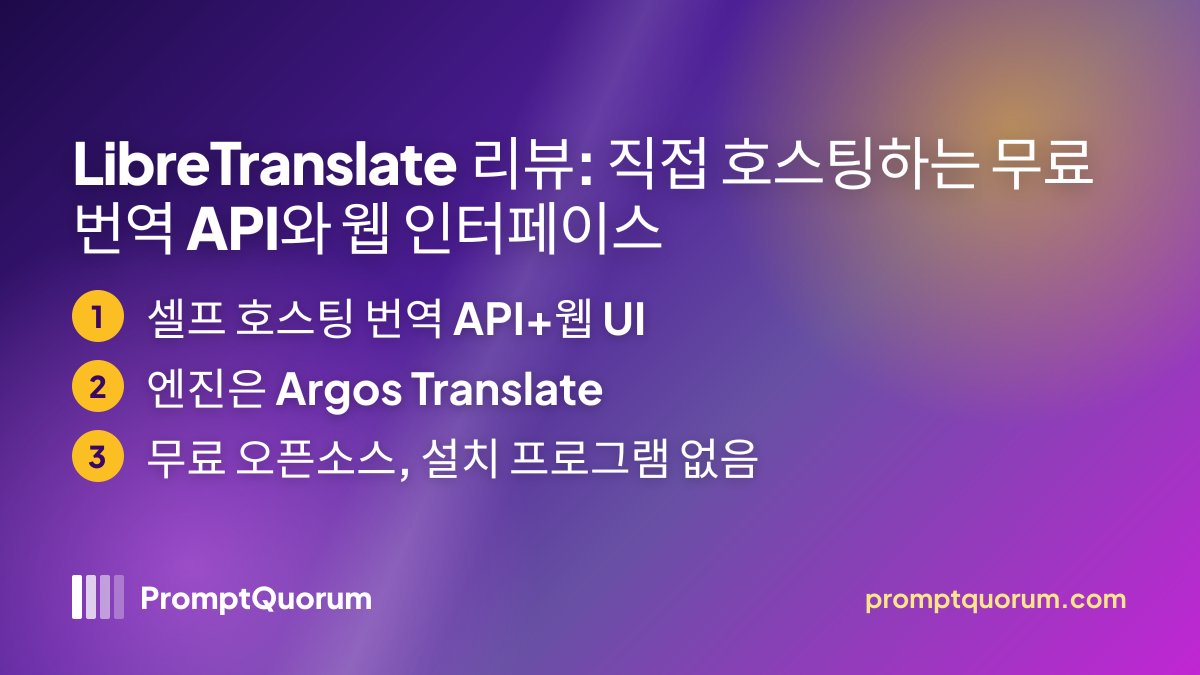 LibreTranslate 리뷰: 직접 호스팅하는 무료
번역 API와 웹 인터페이스
1 셀프 호스팅 번역 API+웹 UI
2 엔진은 Argos Translate
3 무료 오픈소스, 설치 프로그램 없음
PromptQuorum
promptquorum.com